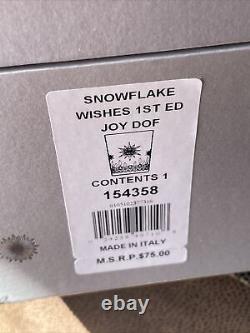 SNOWFLAKE
WISHES 1ST ED
JOY DOF
CONTENTS 1
154358
MADE IN ITALY
M.S.R.P.$75.00